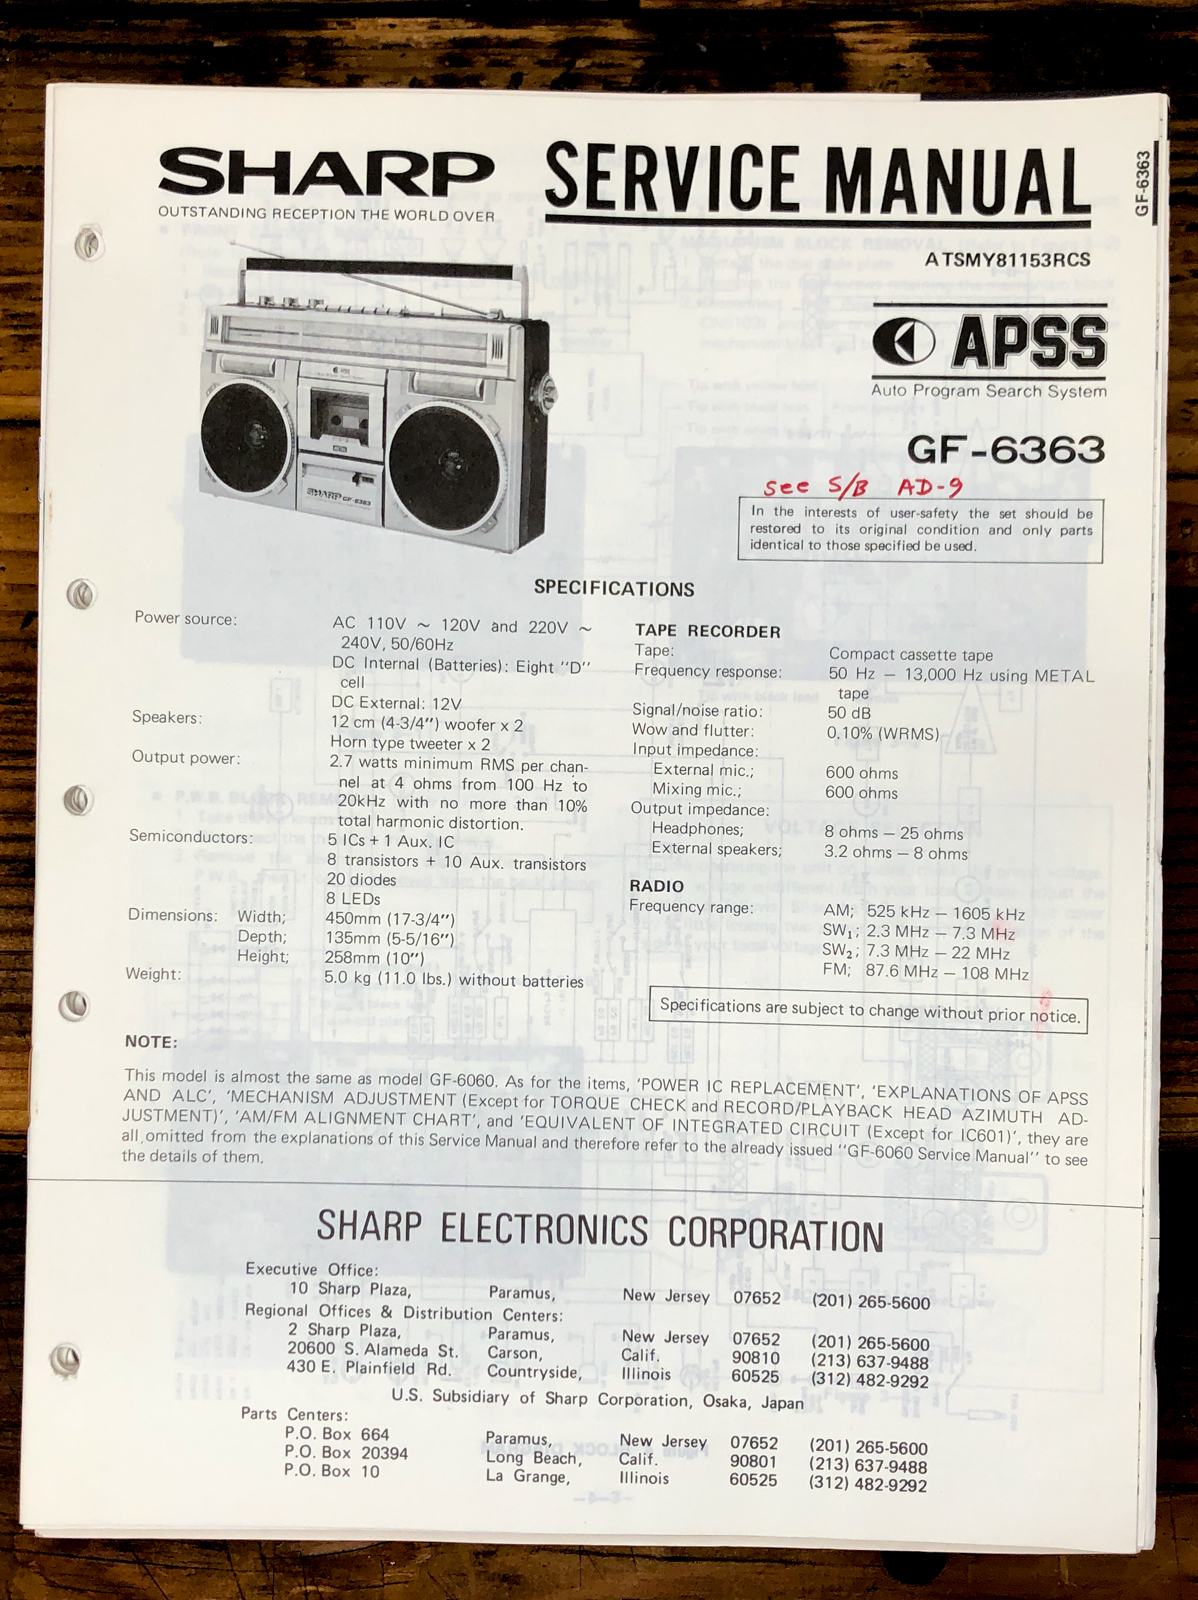 SHARP SERVICE MANUAL
OUTSTANDING RECEPTION THE WORLD OVER
GF-6363
ATSMY81153RCS
APSS
Auto Program Search System
GF-6363
see S/B AD-9
In the interests of user-safety the set should be
restored to its original condition and only parts
identical to those specified be used.
APSS
SHARP GF-6363
SPECIFICATIONS
Power source: AC 110V ~ 120V and 220V ~
240V, 50/60Hz
DC Internal (Batteries): Eight "D"
cell
DC External: 12V
Speakers: 12 cm (4-3/4") woofer x 2
Horn type tweeter x 2
Output power: 2.7 watts minimum RMS per chan-
nel at 4 ohms from 100 Hz to
20kHz with no more than 10%
total harmonic distortion.
Semiconductors: 5 ICs + 1 Aux. IC
8 transistors + 10 Aux. transistors
20 diodes
8 LEDs
Dimensions: Width; 450mm (17-3/4")
Depth; 135mm (5-5/16")
Height; 258mm (10")
Weight: 5.0 kg (11.0 lbs.) without batteries
TAPE RECORDER
Tape: Compact cassette tape
Frequency response: 50 Hz – 13,000 Hz using METAL
tape
Signal/noise ratio: 50 dB
Wow and flutter: 0.10% (WRMS)
Input impedance:
External mic.; 600 ohms
Mixing mic.; 600 ohms
Output impedance:
Headphones; 8 ohms – 25 ohms
External speakers; 3.2 ohms – 8 ohms
RADIO
Frequency range: AM; 525 kHz – 1605 kHz
SW₁; 2.3 MHz – 7.3 MHz
SW₂; 7.3 MHz – 22 MHz
FM; 87.6 MHz – 108 MHz
Specifications are subject to change without prior notice.
NOTE:
This model is almost the same as model GF-6060. As for the items, 'POWER IC REPLACEMENT', 'EXPLANATIONS OF APSS
AND ALC', 'MECHANISM ADJUSTMENT (Except for TORQUE CHECK and RECORD/PLAYBACK HEAD AZIMUTH AD-
JUSTMENT)', 'AM/FM ALIGNMENT CHART', and 'EQUIVALENT OF INTEGRATED CIRCUIT (Except for IC601)', they are
all omitted from the explanations of this Service Manual and therefore refer to the already issued "GF-6060 Service Manual" to see
the details of them.
SHARP ELECTRONICS CORPORATION
Executive Office:
10 Sharp Plaza, Paramus, New Jersey 07652 (201) 265-5600
Regional Offices & Distribution Centers:
2 Sharp Plaza, Paramus, New Jersey 07652 (201) 265-5600
20600 S. Alameda St. Carson, Calif. 90810 (213) 637-9488
430 E. Plainfield Rd. Countryside, Illinois 60525 (312) 482-9292
U.S. Subsidiary of Sharp Corporation, Osaka, Japan
Parts Centers:
P.O. Box 664 Paramus, New Jersey 07652 (201) 265-5600
P.O. Box 20394 Long Beach, Calif. 90801 (213) 637-9488
P.O. Box 10 La Grange, Illinois 60525 (312) 482-9292